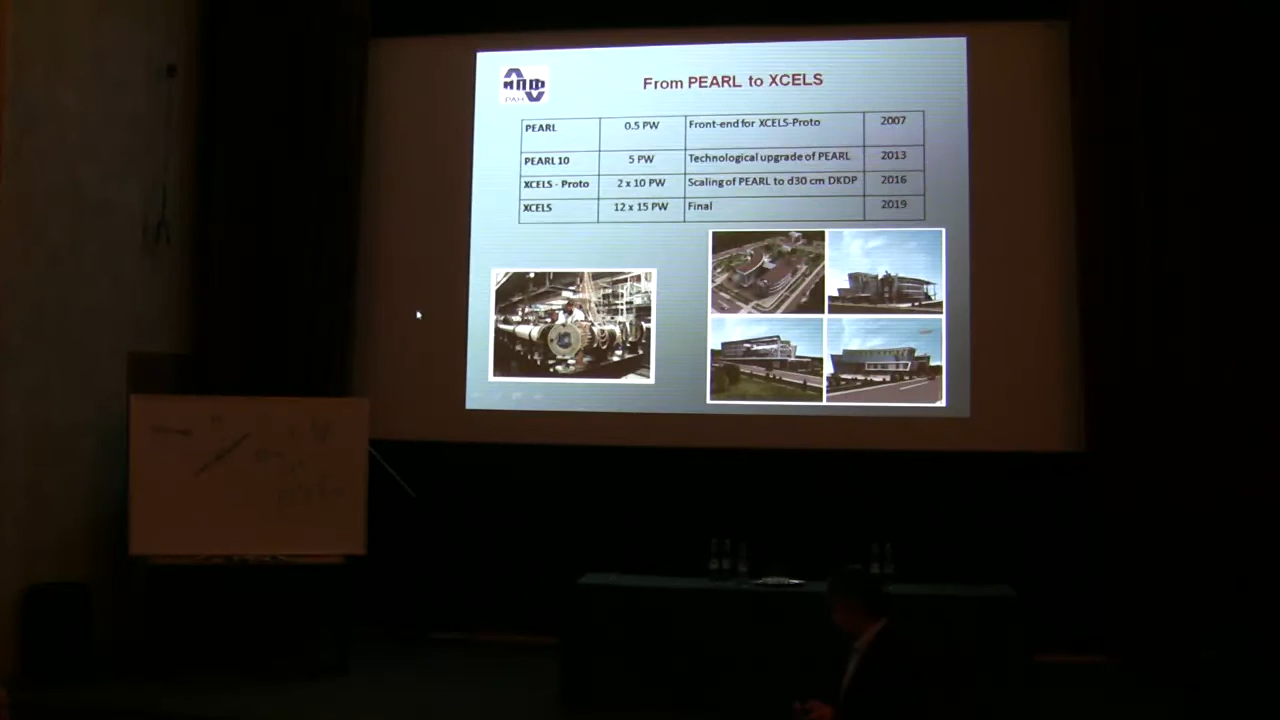 ИПФ
РАН
From PEARL to XCELS
PEARL 0.5 PW Front-end for XCELS-Proto 2007
PEARL 10 5 PW Technological upgrade of PEARL 2013
XCELS - Proto 2 x 10 PW Scaling of PEARL to d30 cm DKDP 2016
XCELS 12 x 15 PW Final 2019